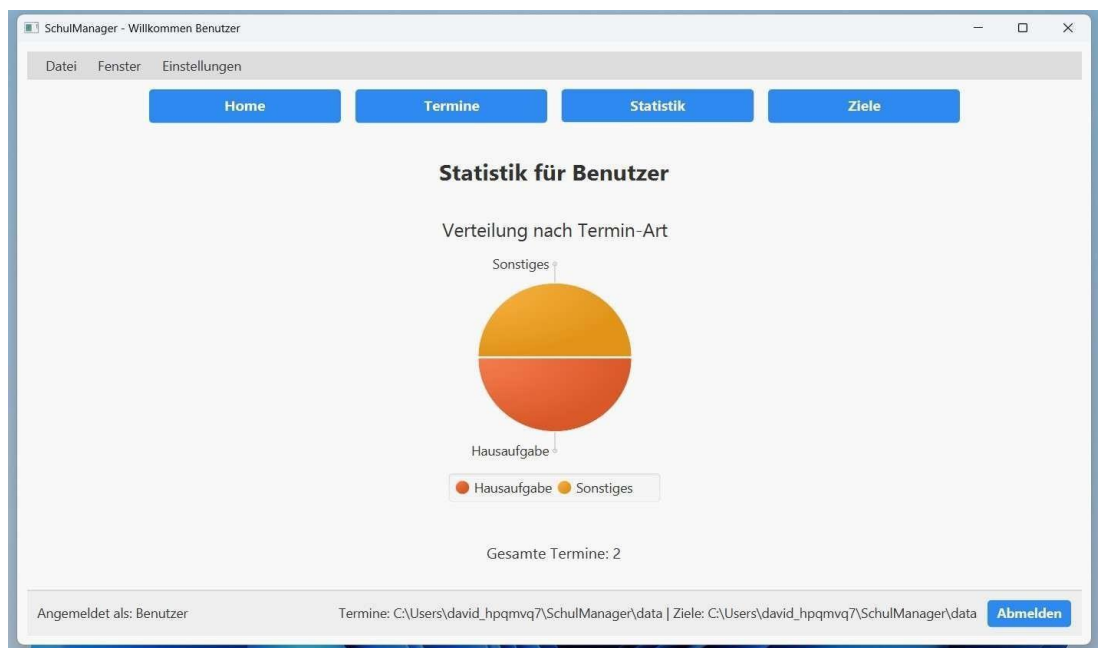 SchulManager - Willkommen Benutzer
Datei Fenster Einstellungen
Home Termine Statistik Ziele
Statistik für Benutzer
Verteilung nach Termin-Art
Sonstiges
Hausaufgabe
Hausaufgabe Sonstiges
Gesamte Termine: 2
Angemeldet als: Benutzer Termine: C:\Users\david_hpqmvq7\SchulManager\data | Ziele: C:\Users\david_hpqmvq7\SchulManager\data Abmelden